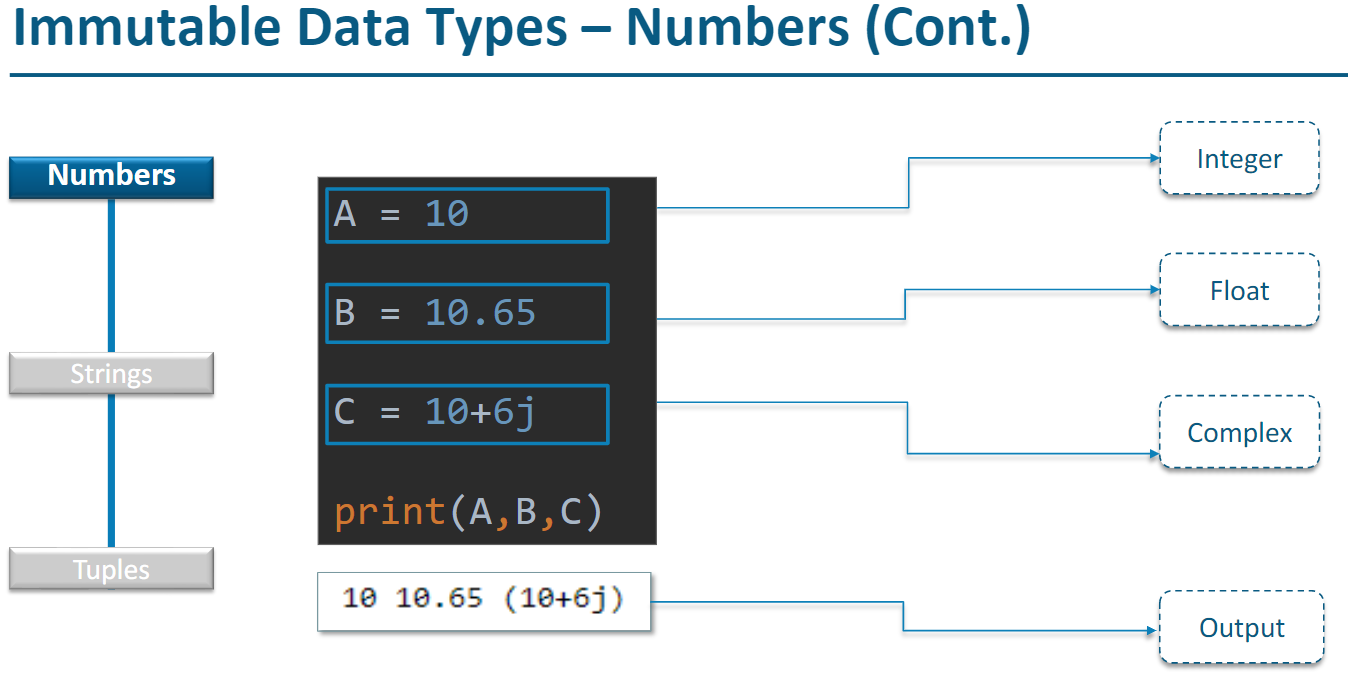 Immutable Data Types – Numbers (Cont.)
Numbers
Strings
Tuples
A = 10
B = 10.65
C = 10+6j
print(A,B,C)
10 10.65 (10+6j)
Integer
Float
Complex
Output